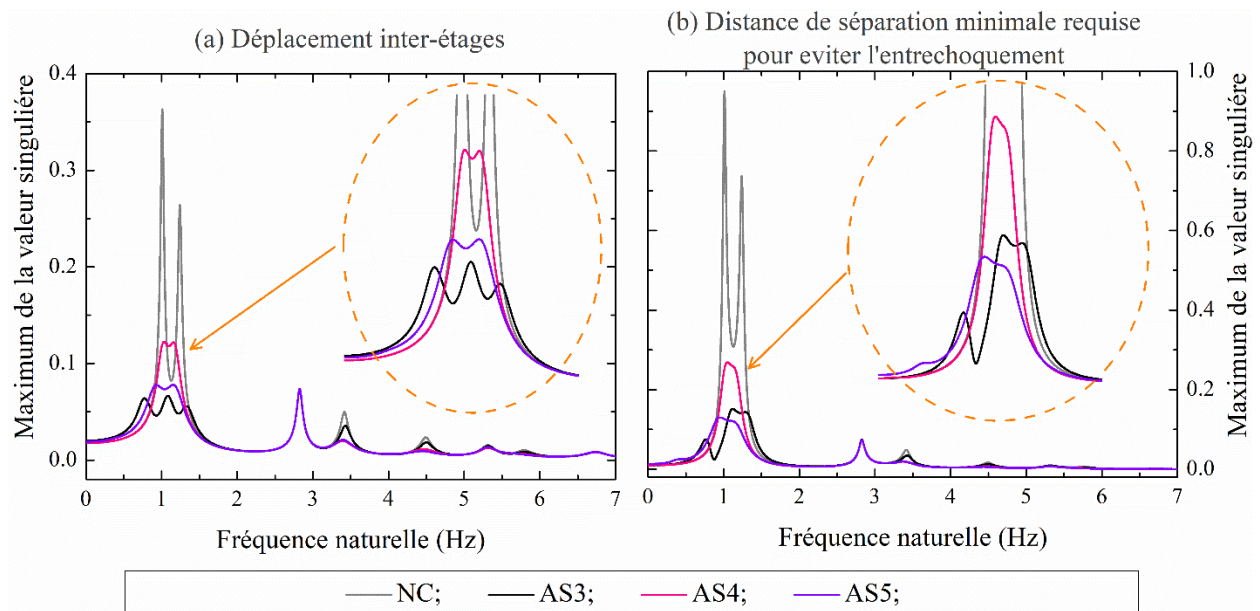 (a) Déplacement inter-étages
(b) Distance de séparation minimale requise
pour eviter l'entrechoquement
Maximum de la valeur singuliére
0.4
0.3
0.2
0.1
0.0
0 1 2 3 4 5 6 7
Fréquence naturelle (Hz)
1.0
0.8
0.6
0.4
0.2
0.0
Maximum de la valeur singuliére
0 1 2 3 4 5 6 7
Fréquence naturelle (Hz)
NC; AS3; AS4; AS5;